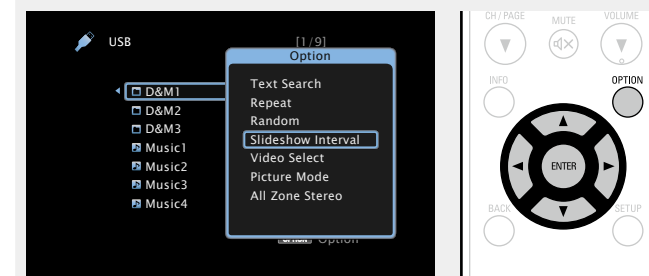 USB
[1/9]
Option
Text Search
Repeat
Random
Slideshow Interval
Video Select
Picture Mode
All Zone Stereo
D&M1
D&M2
D&M3
Music1
Music2
Music3
Music4
OPTION Option
CH / PAGE
MUTE
VOLUME
INFO
OPTION
ENTER
BACK
SETUP